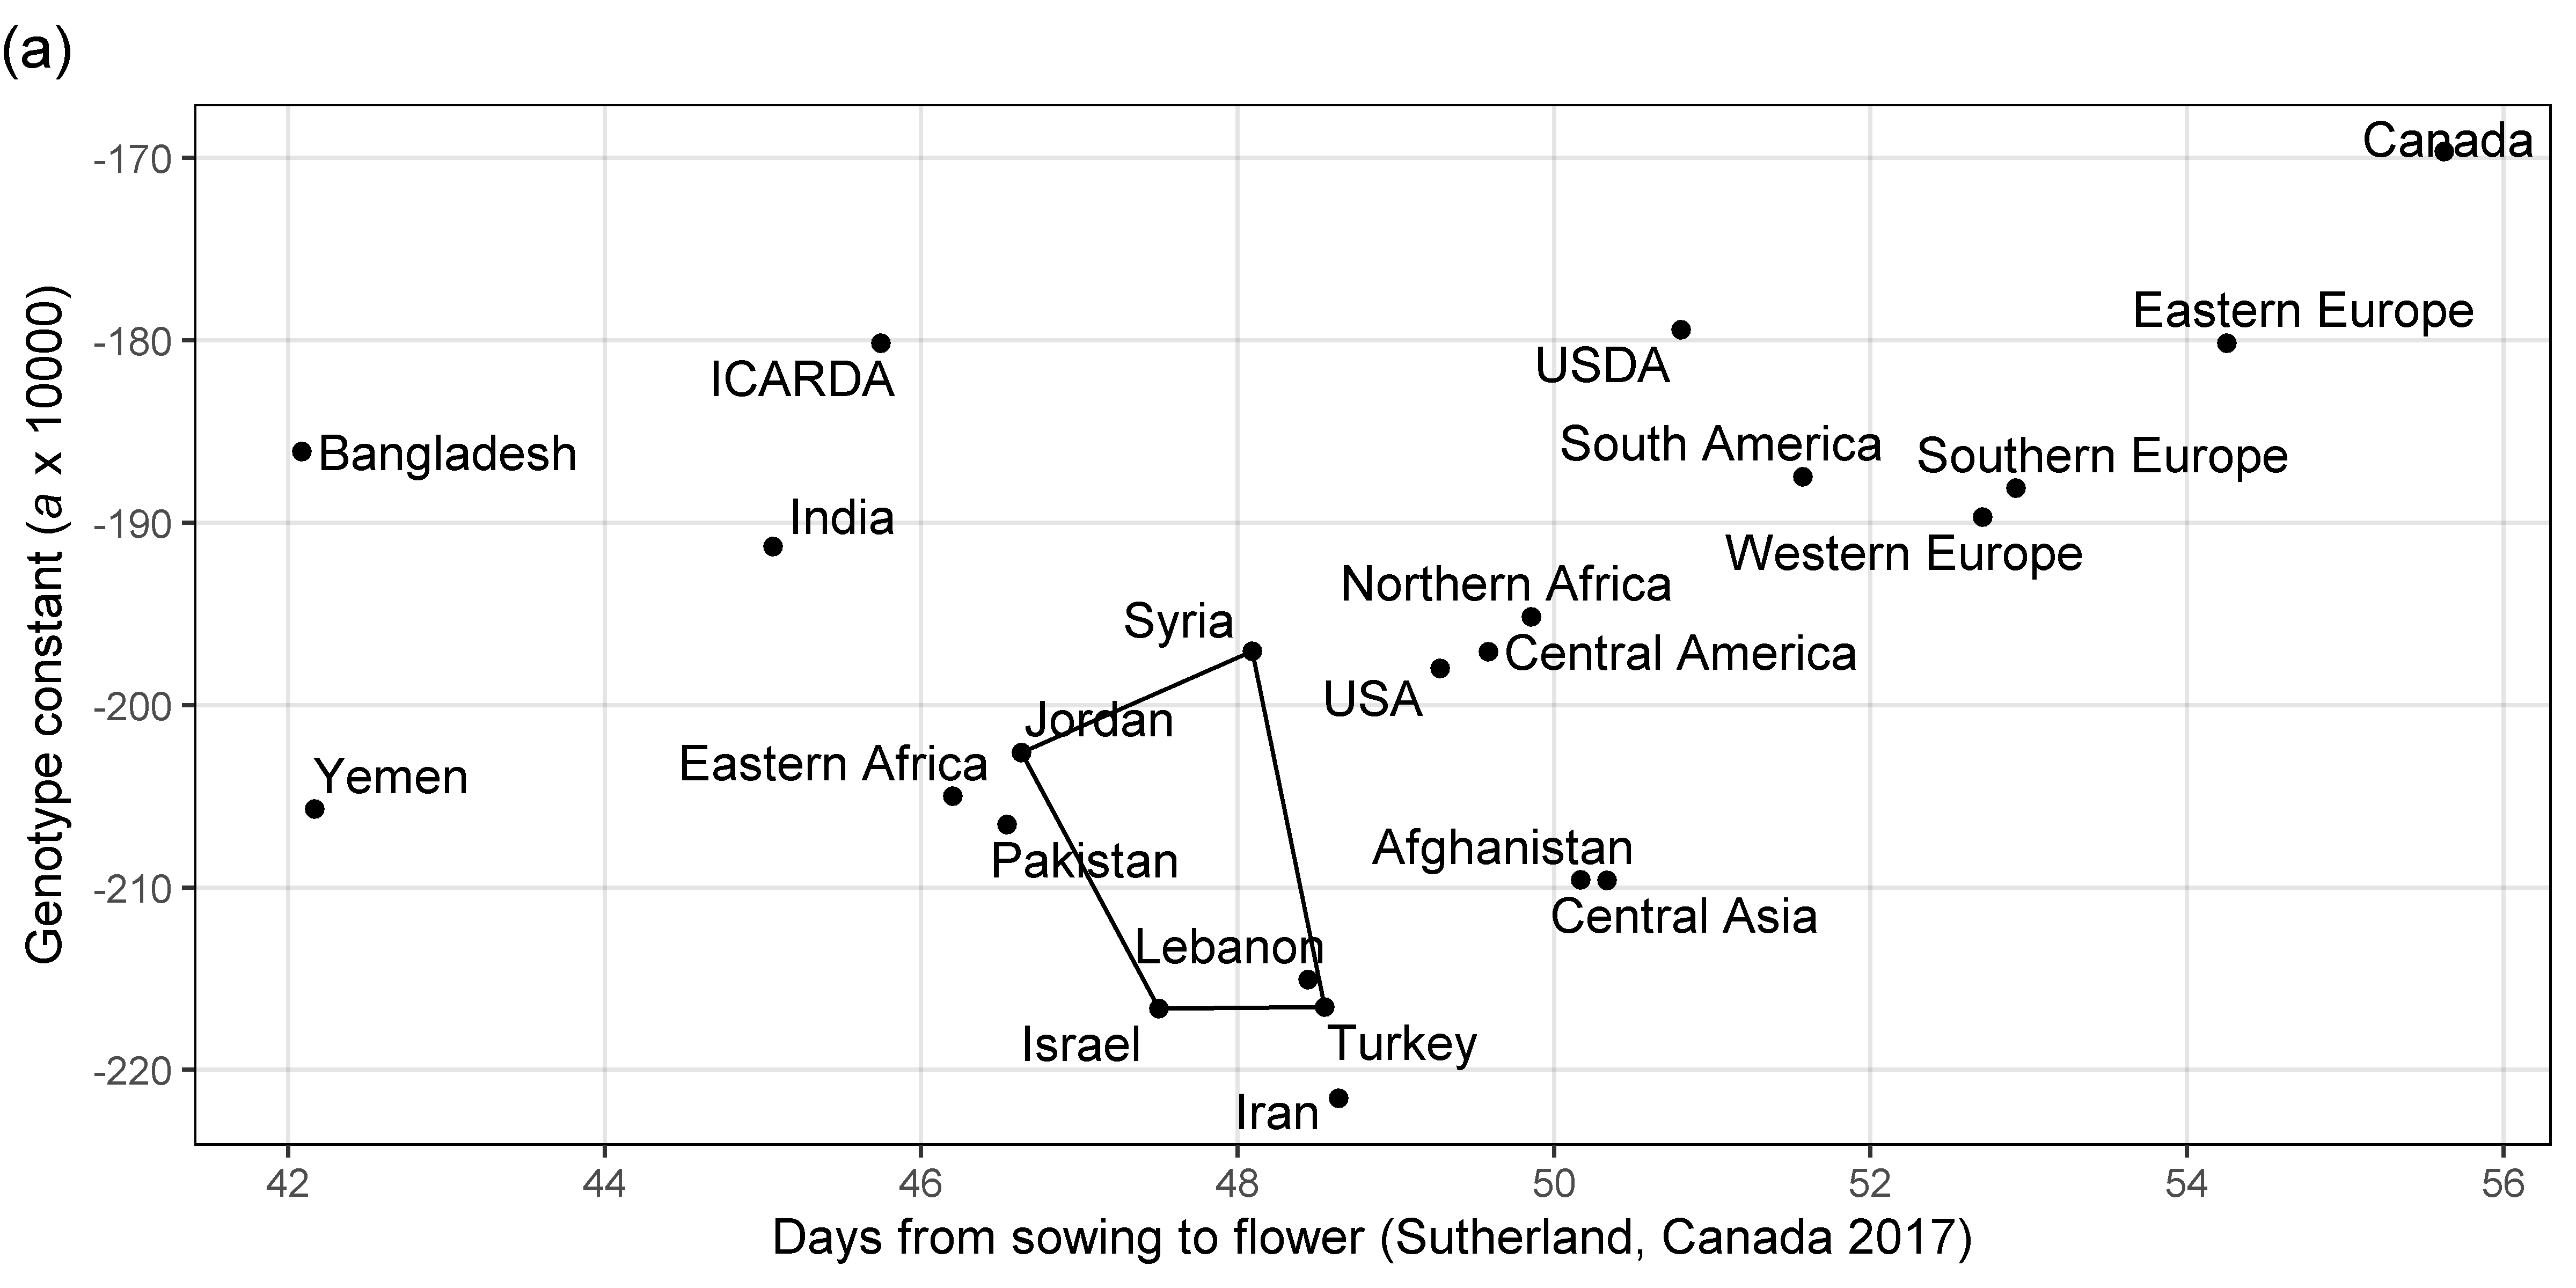 (a)
Genotype constant (a x 10000)
-170
-180
-190
-200
-210
-220
Canada
Eastern Europe
USDA
ICARDA
South America
Southern Europe
Bangladesh
India
Western Europe
Northern Africa
Syria
Central America
USA
Jordan
Eastern Africa
Yemen
Pakistan
Afghanistan
Central Asia
Lebanon
Israel
Turkey
Iran
42 44 46 48 50 52 54 56
Days from sowing to flower (Sutherland, Canada 2017)